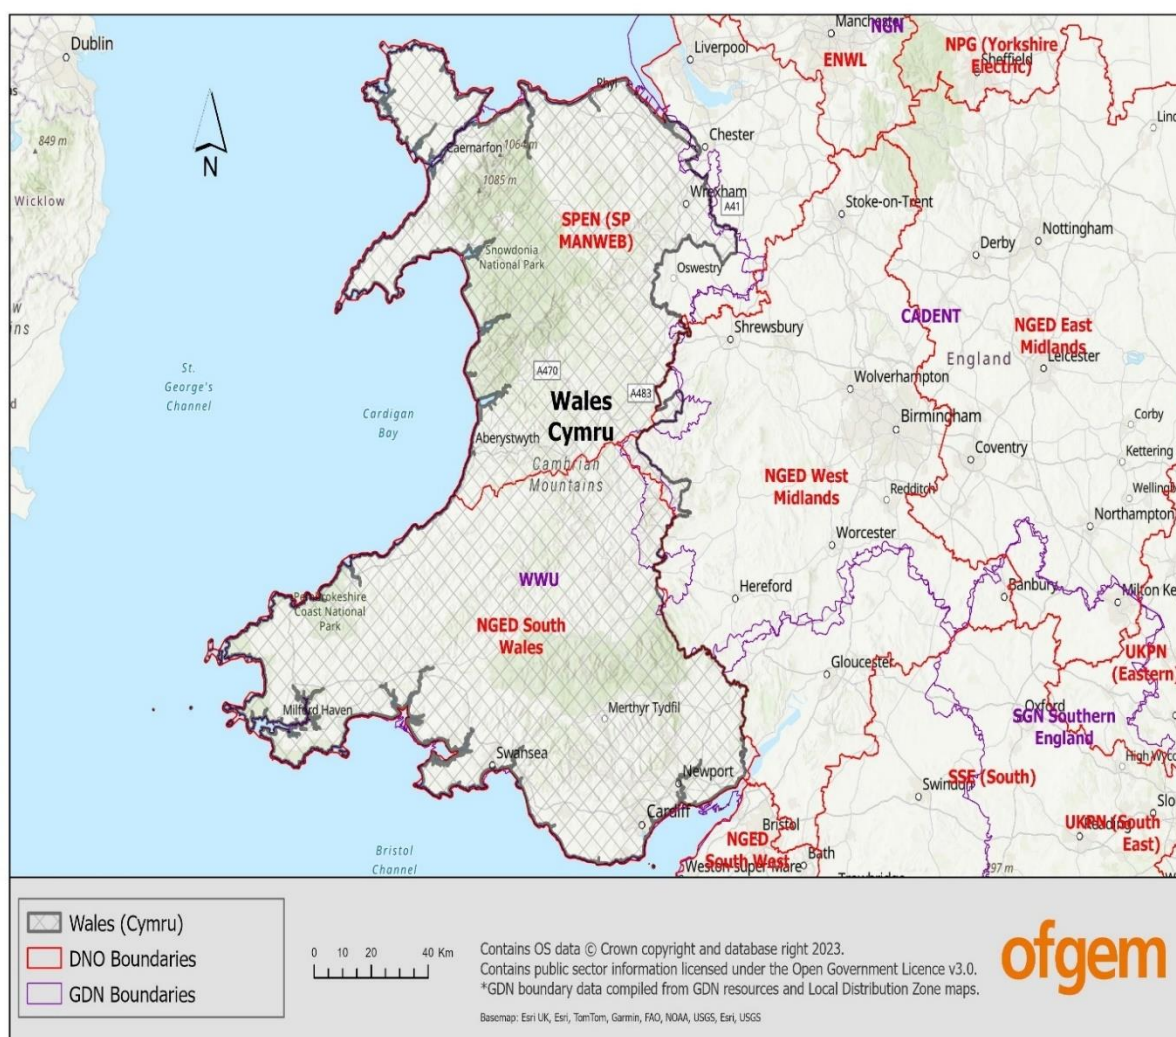 Dublin
Manchester
NGN
Liverpool
ENWL
NPG (Yorkshire
Electric)
Sheffield
Rhyl
Chester
849 m
N
Caernarfon
1064 m
1085 m
Wicklow
Wrexham
A41
Stoke-on-Trent
SPEN (SP
MANWEB)
Nottingham
Derby
Snowdonia
National Park
Oswestry
Shrewsbury
CADENT
NGED East
Midlands
England
Leicester
St.
George's
Channel
A470
A483
Wolverhampton
Cardigan
Bay
Wales
Cymru
Birmingham
Corby
Aberystwyth
Coventry
Kettering
Cambrian
Mountains
NGED West
Midlands
Redditch
Northampton
Worcester
WWU
Hereford
Banbury
Pembrokeshire
Coast National
Park
NGED South
Wales
UKPN
(Eastern)
Gloucester
Oxford
SGN Southern
England
Milford Haven
Merthyr Tydfil
Swansea
Newport
Swindon
SSE (South)
Cardiff
UKPN (South
East)
Reading
NGED
South West
Bristol
Bath
Bristol
Channel
Weston-super-Mare
297 m
Wales (Cymru)
DNO Boundaries
GDN Boundaries
0 10 20 40 Km
Contains OS data © Crown copyright and database right 2023.
Contains public sector information licensed under the Open Government Licence v3.0.
*GDN boundary data compiled from GDN resources and Local Distribution Zone maps.
Basemap: Esri UK, Esri, TomTom, Garmin, FAO, NOAA, USGS, Esri, USGS
ofgem